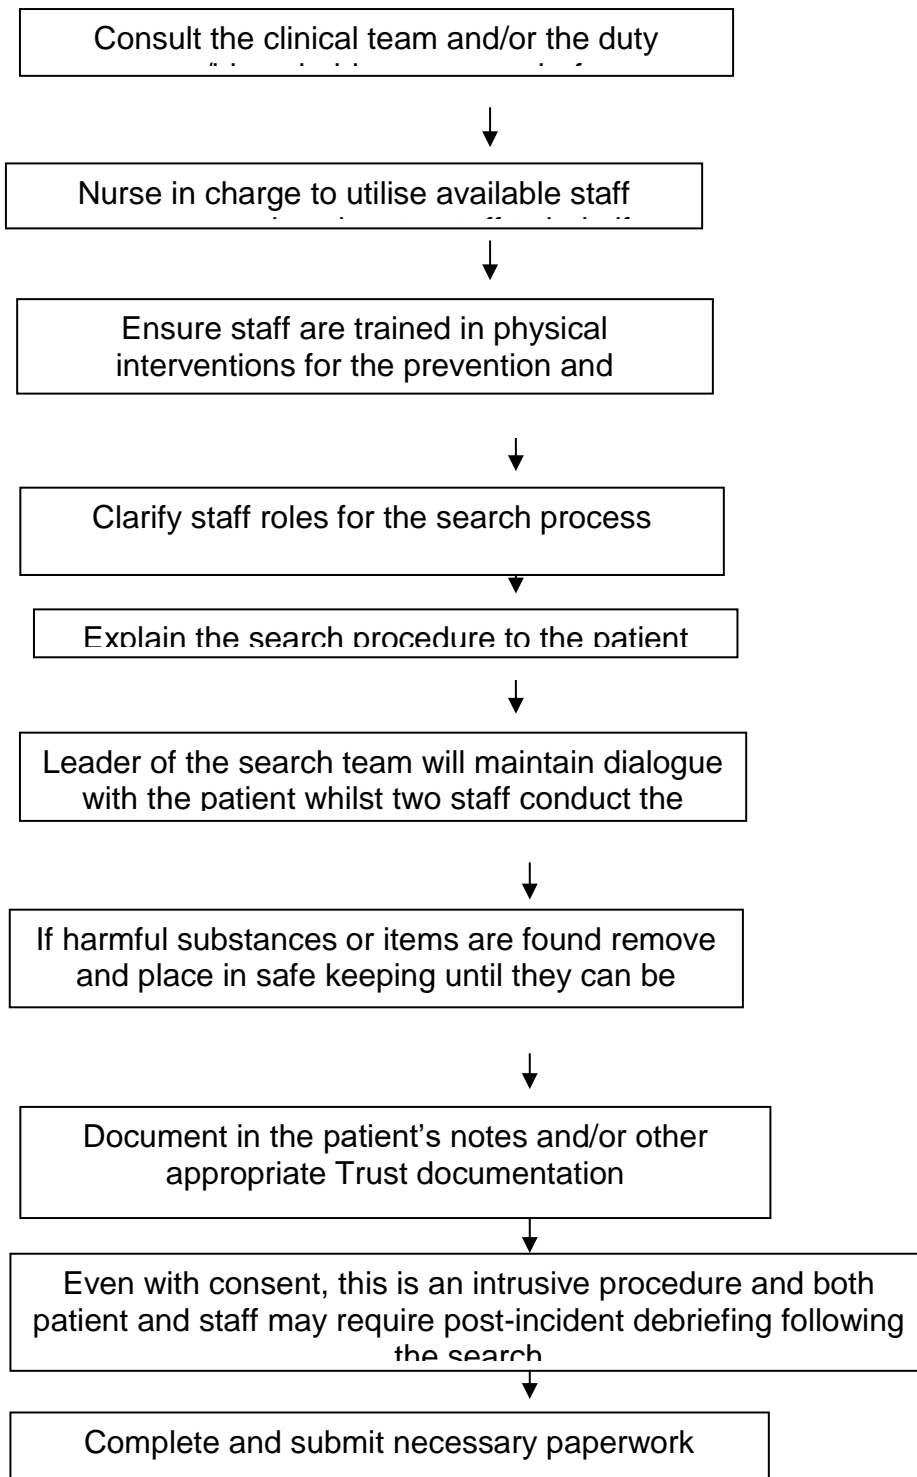 Consult the clinical team and/or the duty
Nurse in charge to utilise available staff
Ensure staff are trained in physical
interventions for the prevention and
Clarify staff roles for the search process
Explain the search procedure to the patient
Leader of the search team will maintain dialogue
with the patient whilst two staff conduct the
If harmful substances or items are found remove
and place in safe keeping until they can be
Document in the patient’s notes and/or other
appropriate Trust documentation
Even with consent, this is an intrusive procedure and both
patient and staff may require post-incident debriefing following
the search
Complete and submit necessary paperwork